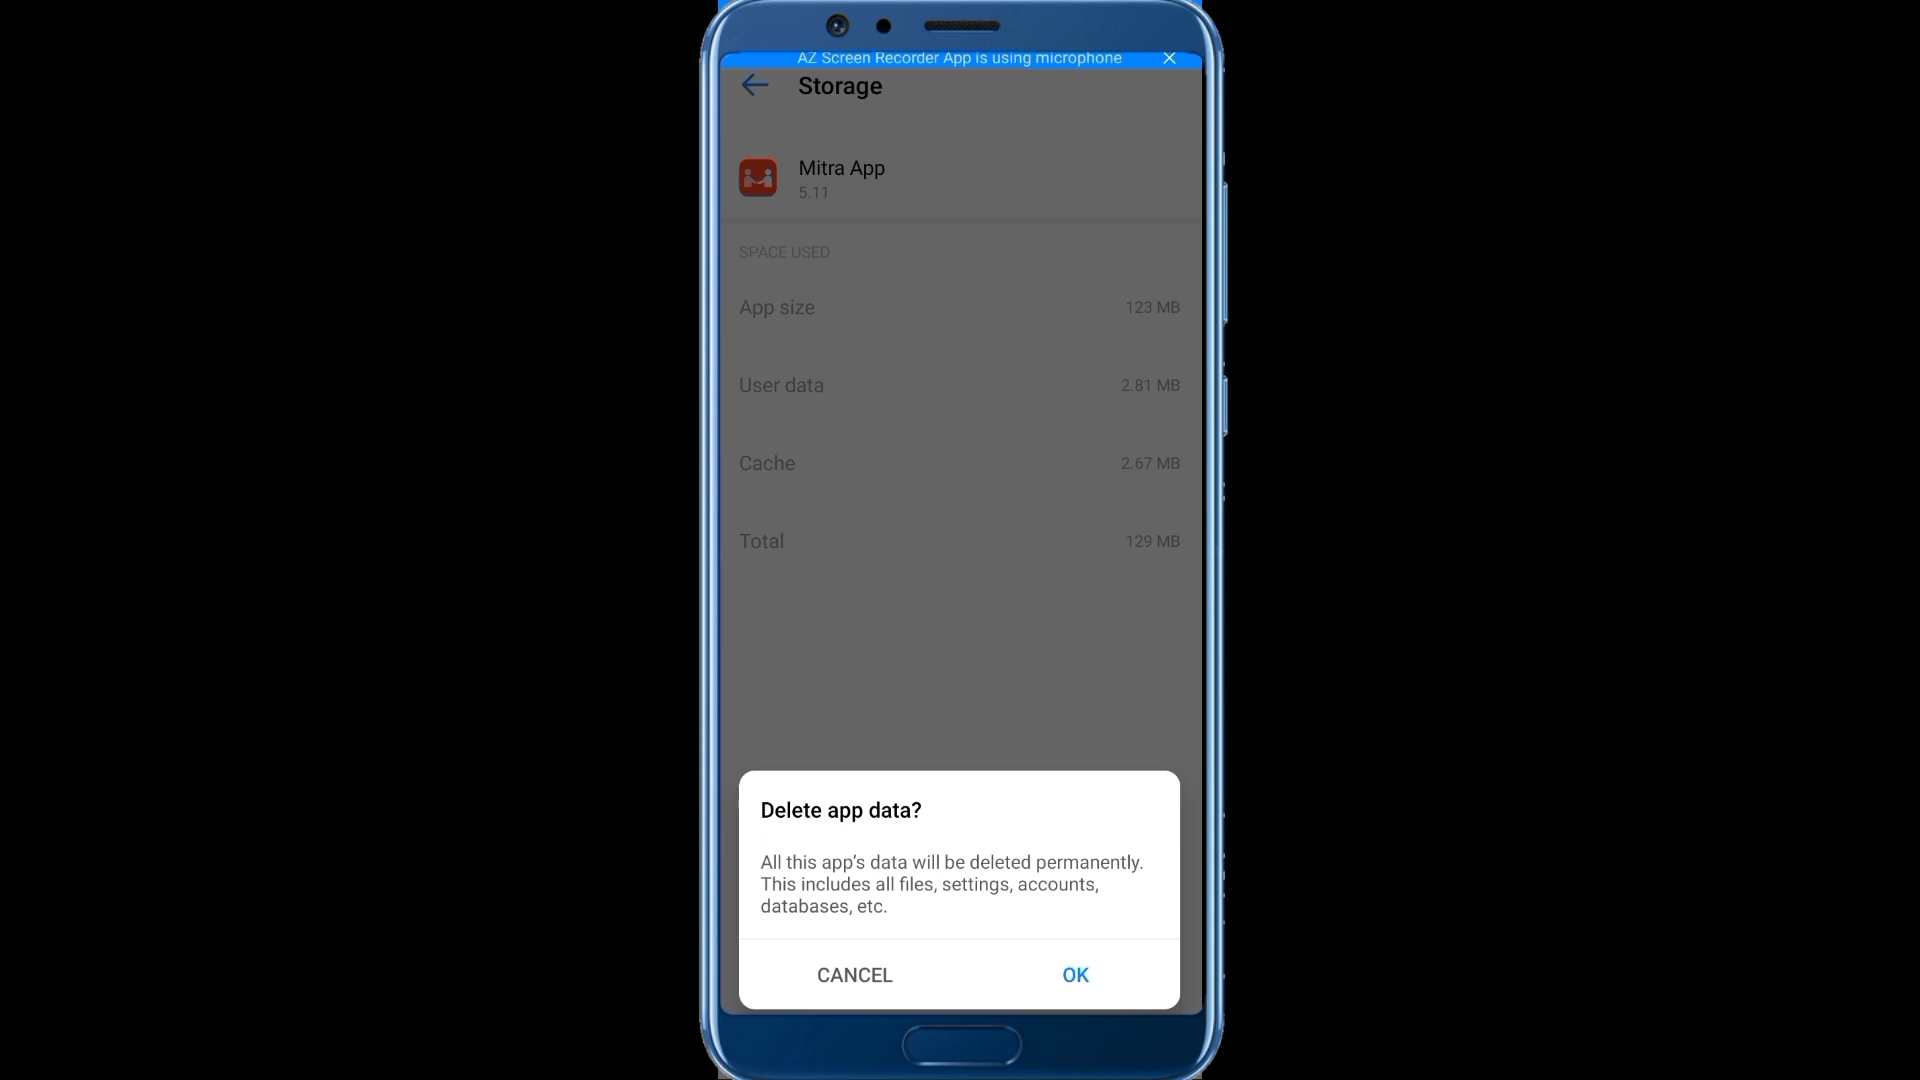 AZ Screen Recorder App is using microphone
Storage
Mitra App
5.11
SPACE USED
App size 123 MB
User data 2.81 MB
Cache 2.67 MB
Total 129 MB
Delete app data?
All this app’s data will be deleted permanently.
This includes all files, settings, accounts,
databases, etc.
CANCEL OK